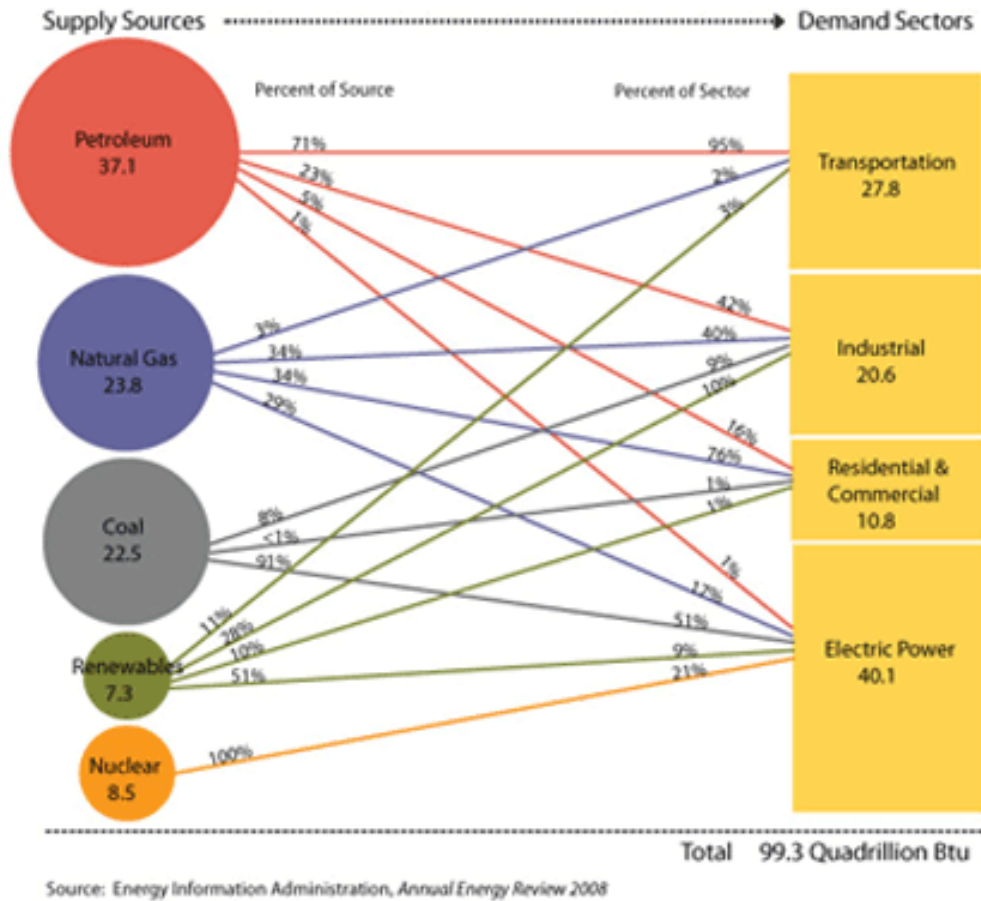 Supply Sources
Demand Sectors
Percent of Source
Percent of Sector
Petroleum
37.1
71%
23%
5%
1%
95%
2%
3%
Transportation
27.8
Natural Gas
23.8
3%
34%
34%
29%
42%
40%
9%
10%
Industrial
20.6
Coal
22.5
8%
<1%
91%
16%
76%
1%
1%
Residential &
Commercial
10.8
Renewables
7.3
11%
28%
10%
51%
1%
17%
51%
9%
21%
Electric Power
40.1
Nuclear
8.5
100%
Total 99.3 Quadrillion Btu
Source: Energy Information Administration, Annual Energy Review 2008